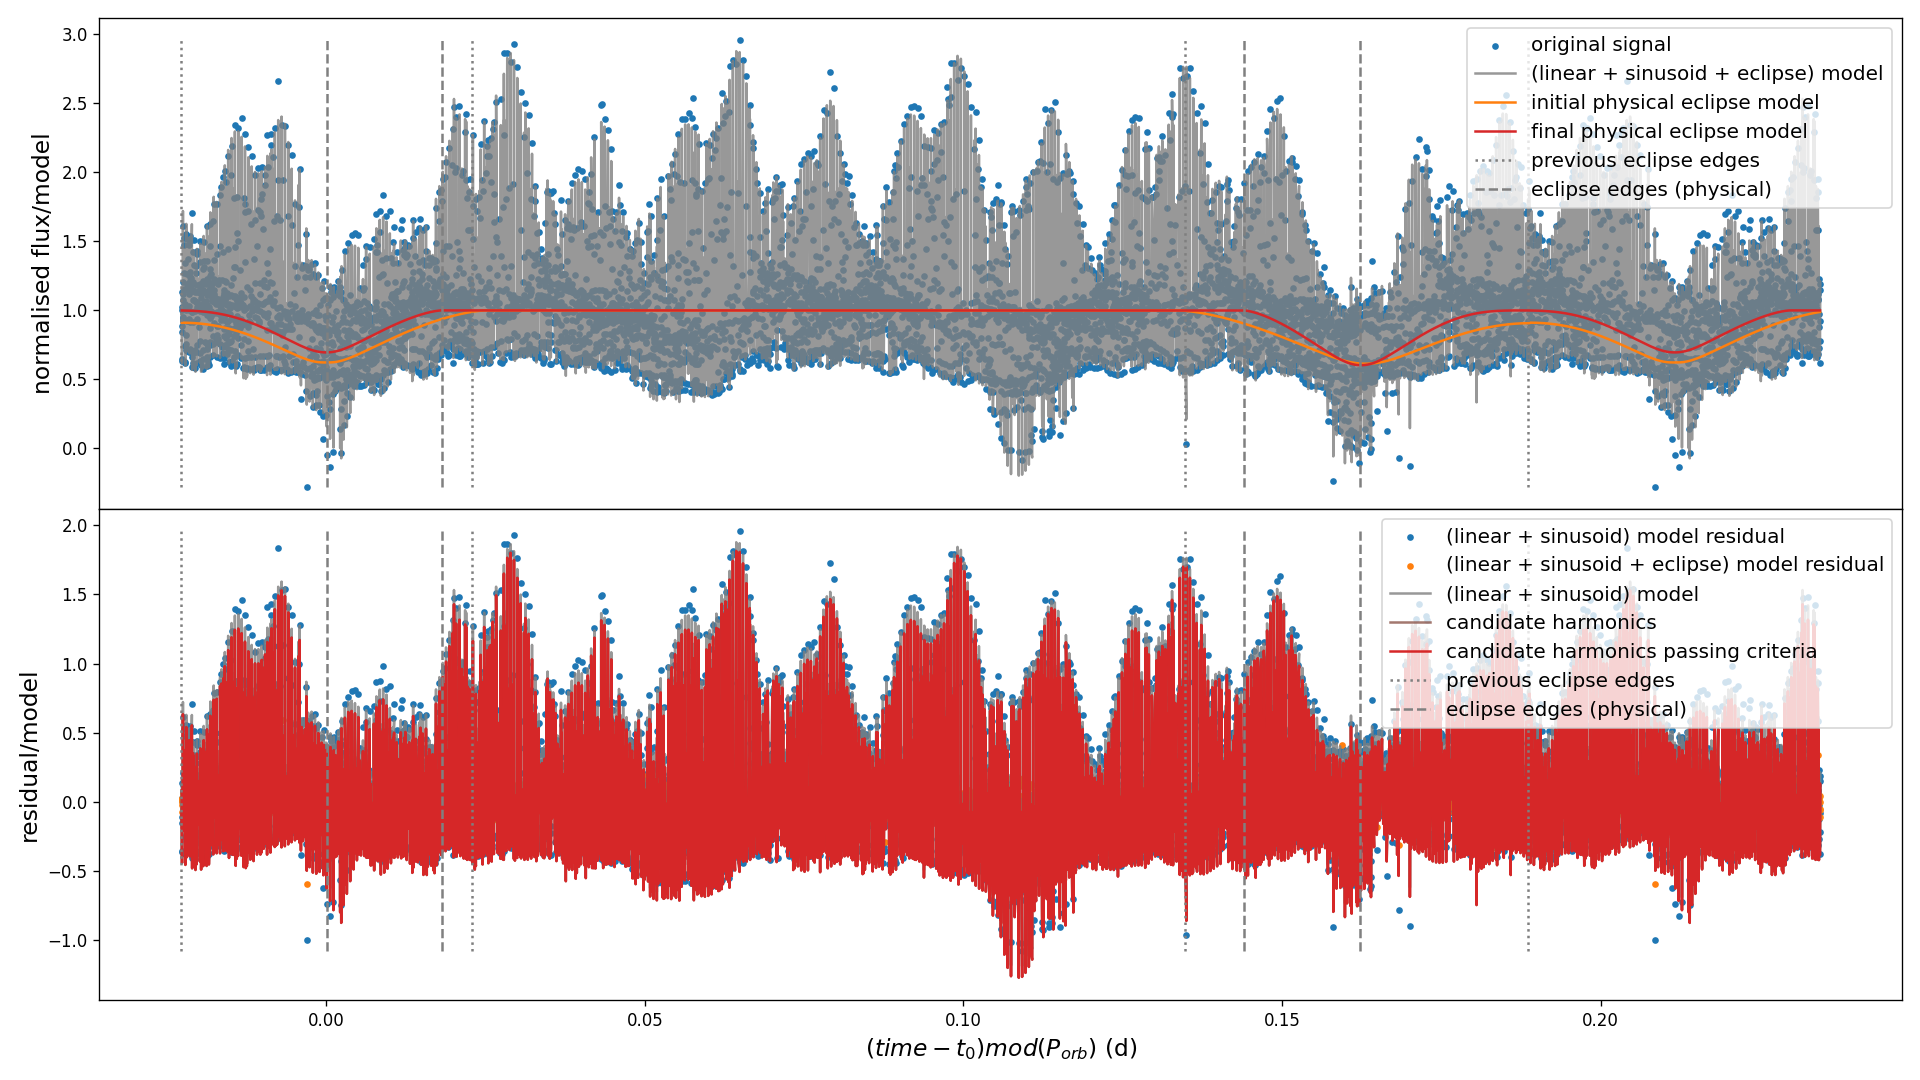 normalised flux/model
3.0
2.5
2.0
1.5
1.0
0.5
0.0
original signal
(linear + sinusoid + eclipse) model
initial physical eclipse model
final physical eclipse model
previous eclipse edges
eclipse edges (physical)
residual/model
2.0
1.5
1.0
0.5
0.0
−0.5
−1.0
(linear + sinusoid) model residual
(linear + sinusoid + eclipse) model residual
(linear + sinusoid) model
candidate harmonics
candidate harmonics passing criteria
previous eclipse edges
eclipse edges (physical)
0.00 0.05 0.10 0.15 0.20
(time − t₀)mod(P_orb) (d)